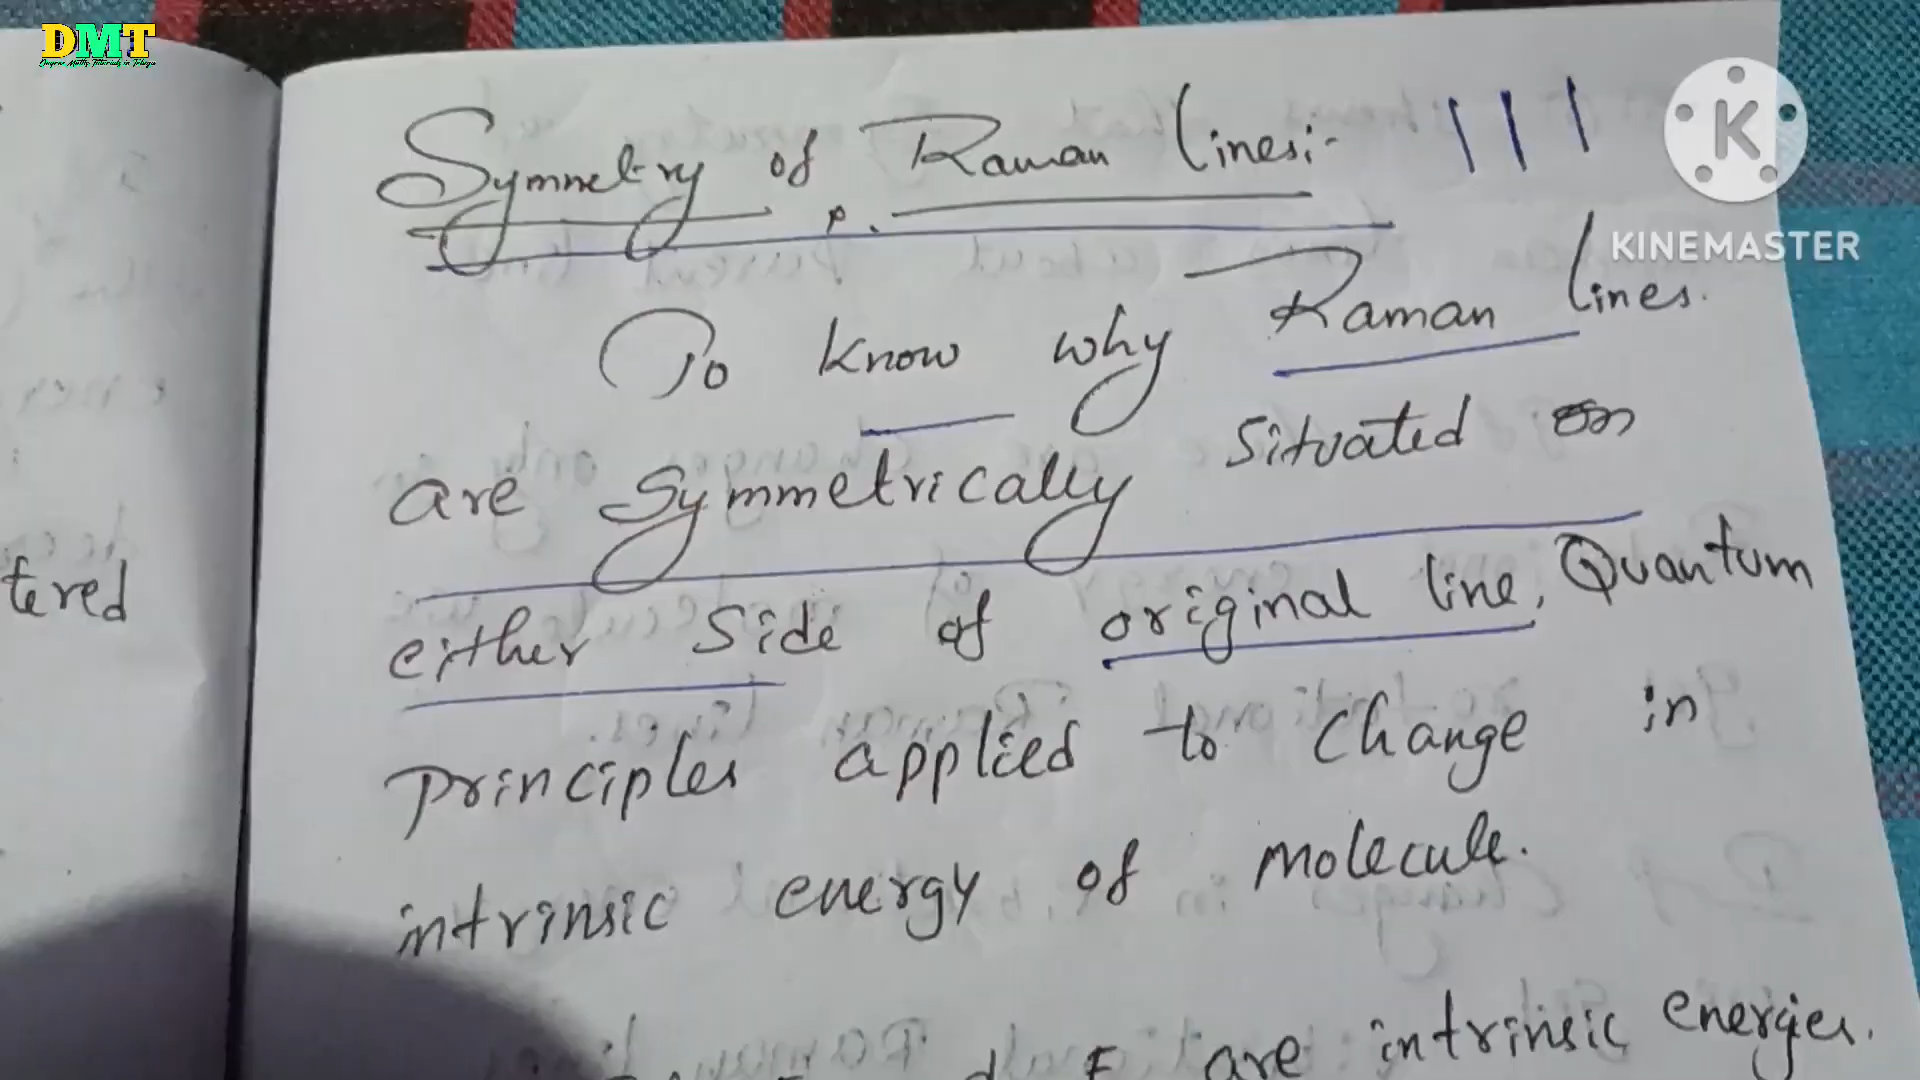 DMT
Symmetry of Raman Lines:-
KINEMASTER
To know why Raman lines.
are symmetrically situated on
either side of original line, Quantum
principles applied to change in
intrinsic energy of molecule.
E are intrinsic energies.
tered